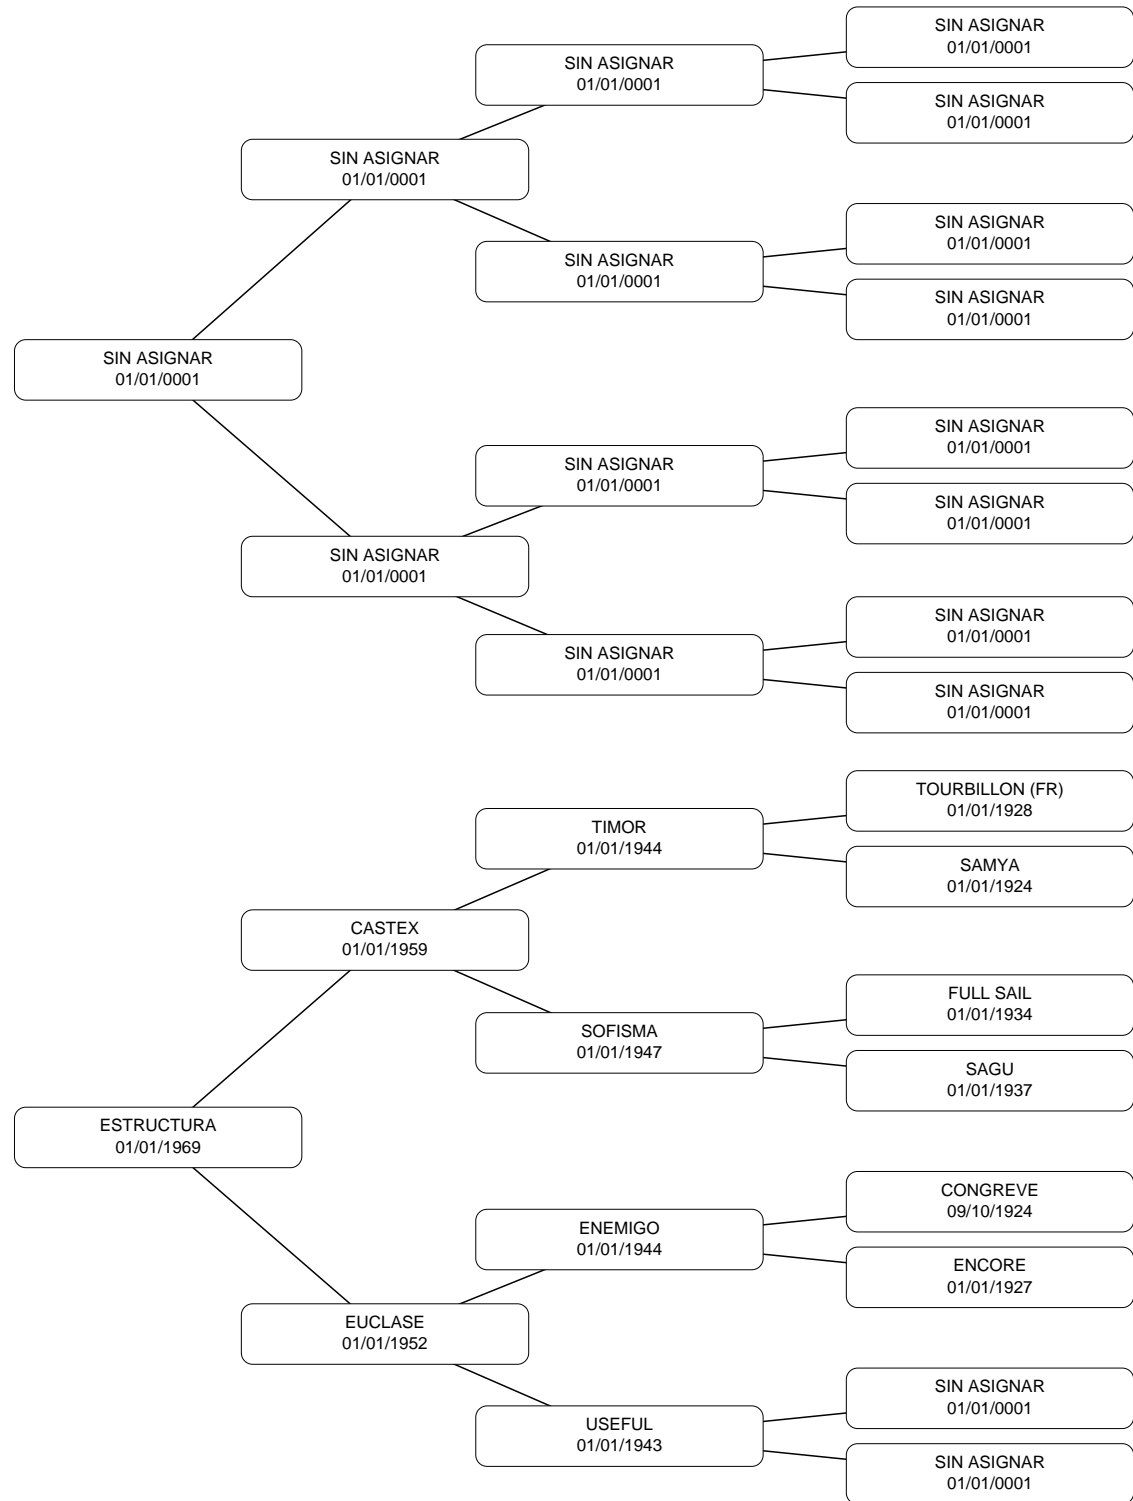 SIN ASIGNAR
01/01/0001
SIN ASIGNAR
01/01/0001
SIN ASIGNAR
01/01/0001
SIN ASIGNAR
01/01/0001
SIN ASIGNAR
01/01/0001
SIN ASIGNAR
01/01/0001
SIN ASIGNAR
01/01/0001
SIN ASIGNAR
01/01/0001
SIN ASIGNAR
01/01/0001
SIN ASIGNAR
01/01/0001
SIN ASIGNAR
01/01/0001
SIN ASIGNAR
01/01/0001
SIN ASIGNAR
01/01/0001
SIN ASIGNAR
01/01/0001
SIN ASIGNAR
01/01/0001
TOURBILLON (FR)
01/01/1928
TIMOR
01/01/1944
SAMYA
01/01/1924
CASTEX
01/01/1959
FULL SAIL
01/01/1934
SOFISMA
01/01/1947
SAGU
01/01/1937
ESTRUCTURA
01/01/1969
CONGREVE
09/10/1924
ENEMIGO
01/01/1944
ENCORE
01/01/1927
EUCLASE
01/01/1952
SIN ASIGNAR
01/01/0001
USEFUL
01/01/1943
SIN ASIGNAR
01/01/0001